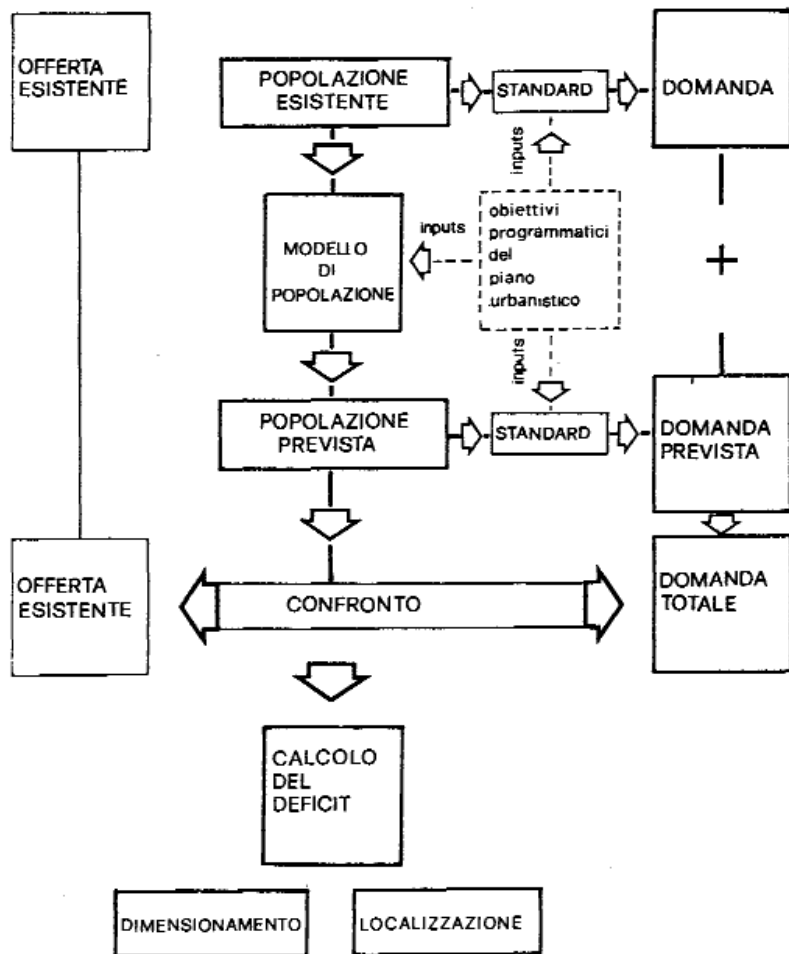 OFFERTA
ESISTENTE
POPOLAZIONE
ESISTENTE
STANDARD
DOMANDA
inputs
MODELLO
DI
POPOLAZIONE
inputs
obiettivi
programmatici
del
piano
urbanistico
+
inputs
POPOLAZIONE
PREVISTA
STANDARD
DOMANDA
PREVISTA
OFFERTA
ESISTENTE
CONFRONTO
DOMANDA
TOTALE
CALCOLO
DEL
DEFICIT
DIMENSIONAMENTO
LOCALIZZAZIONE